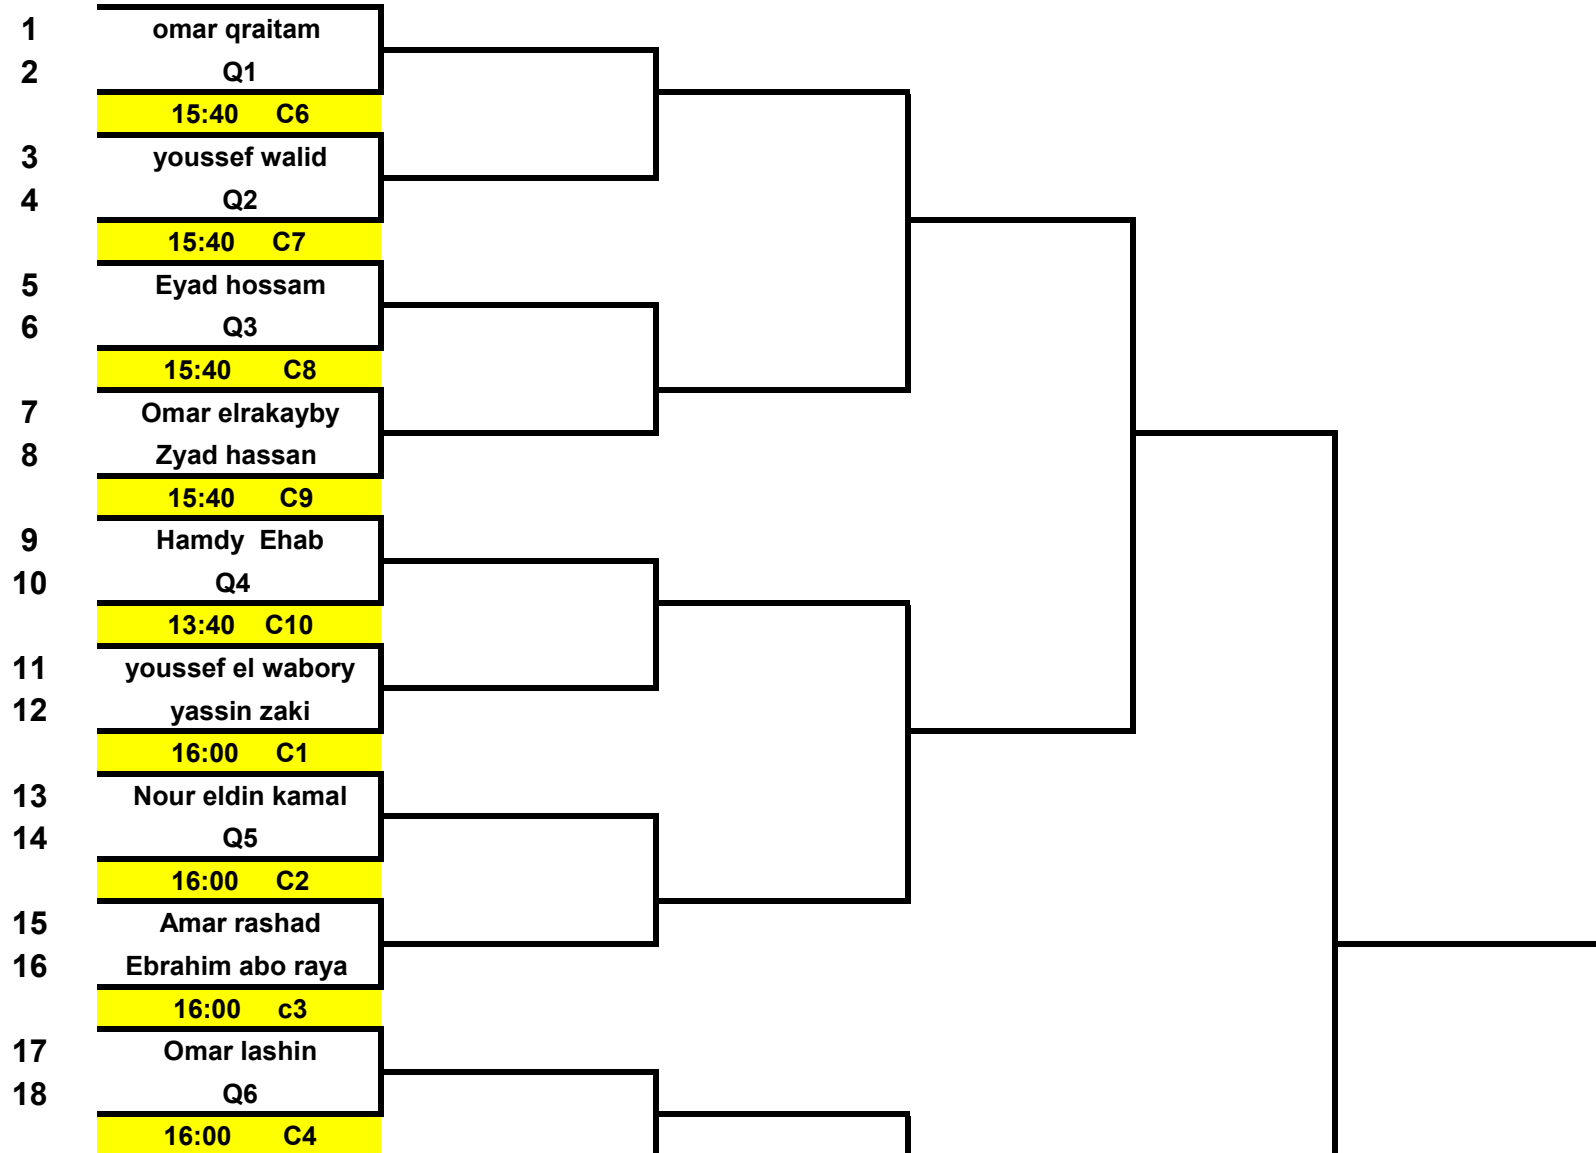 1 omar qraitam
2 Q1
15:40 C6
3 youssef walid
4 Q2
15:40 C7
5 Eyad hossam
6 Q3
15:40 C8
7 Omar elrakayby
8 Zyad hassan
15:40 C9
9 Hamdy Ehab
10 Q4
13:40 C10
11 youssef el wabory
12 yassin zaki
16:00 C1
13 Nour eldin kamal
14 Q5
16:00 C2
15 Amar rashad
16 Ebrahim abo raya
16:00 c3
17 Omar lashin
18 Q6
16:00 C4